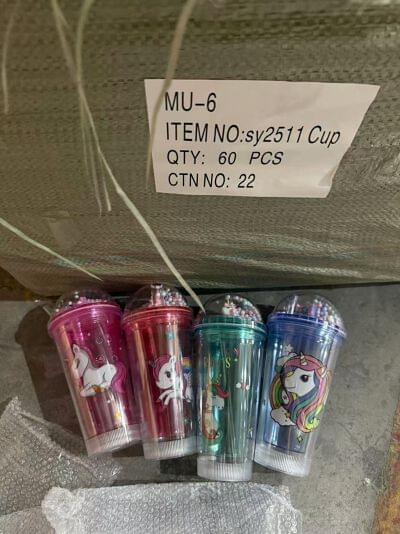 MU-6
ITEM NO:sy2511 Cup
QTY: 60 PCS
CTN NO: 22